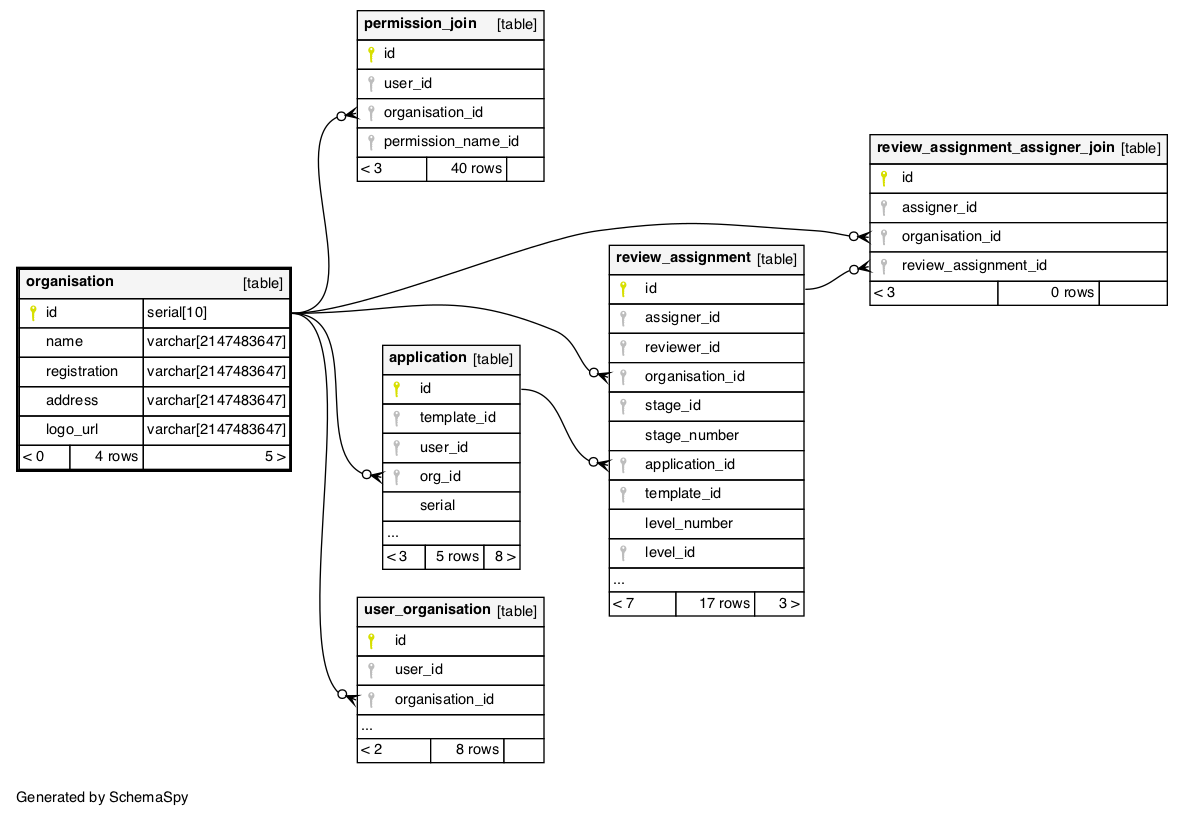 permission_join [table]
id
user_id
organisation_id
permission_name_id
< 3 40 rows
review_assignment_assigner_join [table]
id
assigner_id
organisation_id
review_assignment_id
< 3 0 rows
organisation [table]
id serial[10]
name varchar[2147483647]
registration varchar[2147483647]
address varchar[2147483647]
logo_url varchar[2147483647]
< 0 4 rows 5 >
review_assignment [table]
id
assigner_id
reviewer_id
organisation_id
stage_id
stage_number
application_id
template_id
level_number
level_id
...
< 7 17 rows 3 >
application [table]
id
template_id
user_id
org_id
serial
...
< 3 5 rows 8 >
user_organisation [table]
id
user_id
organisation_id
...
< 2 8 rows
Generated by SchemaSpy